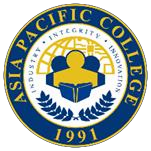 ASIA PACIFIC COLLEGE
INDUSTRY • INTEGRITY • INNOVATION
1991